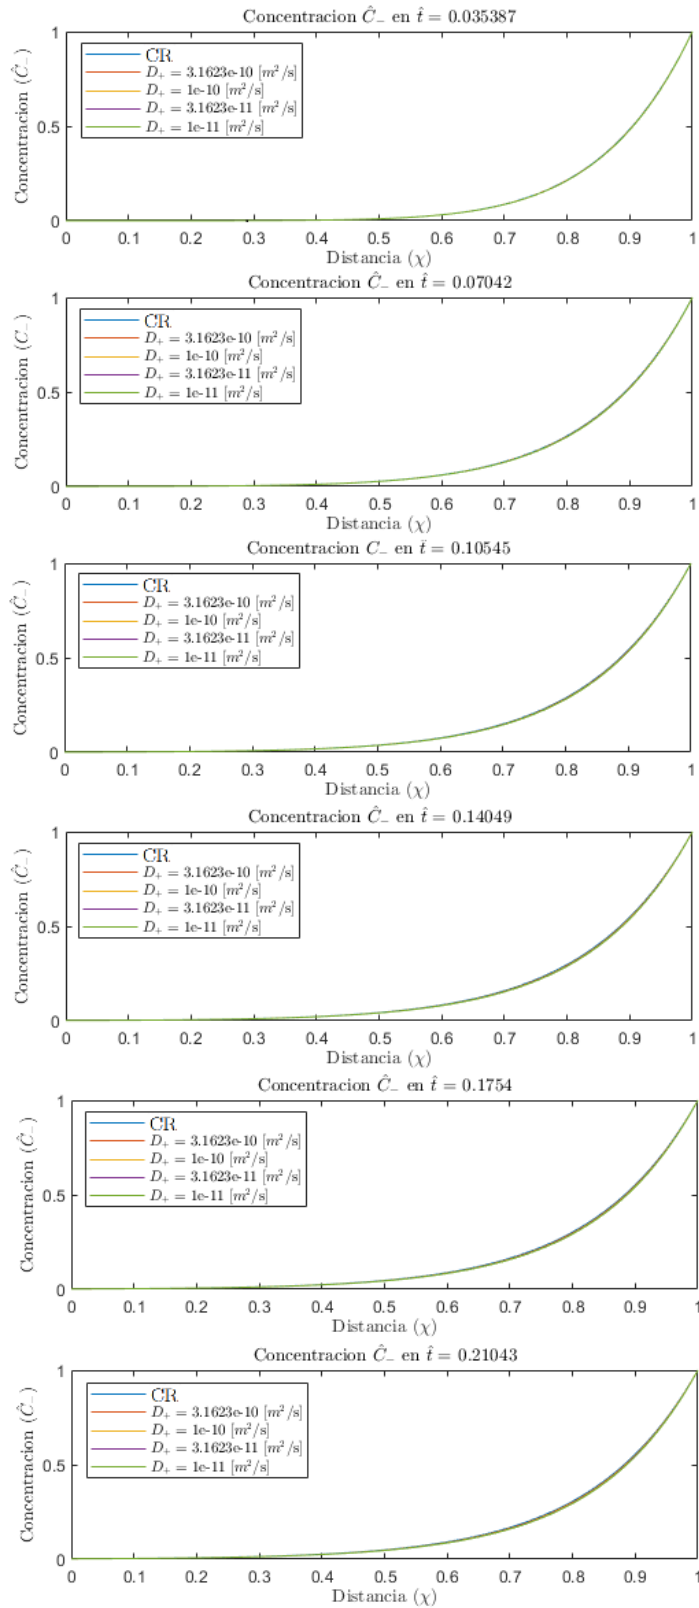 Concentracion Ĉ₋ en t̂ = 0.035387
Concentracion (Ĉ₋)
1
0.5
0
CR
D₊ = 3.1623e-10 [m²/s]
D₊ = 1e-10 [m²/s]
D₊ = 3.1623e-11 [m²/s]
D₊ = 1e-11 [m²/s]
0 0.1 0.2 0.3 0.4 0.5 0.6 0.7 0.8 0.9 1
Distancia (χ)
Concentracion Ĉ₋ en t̂ = 0.07042
Concentracion (C₋)
1
0.5
0
CR
D₊ = 3.1623e-10 [m²/s]
D₊ = 1e-10 [m²/s]
D₊ = 3.1623e-11 [m²/s]
D₊ = 1e-11 [m²/s]
0 0.1 0.2 0.3 0.4 0.5 0.6 0.7 0.8 0.9 1
Distancia (χ)
Concentracion C₋ en t̂ = 0.10545
Concentracion (Ĉ₋)
1
0.5
0
CR
D₊ = 3.1623e-10 [m²/s]
D₊ = 1e-10 [m²/s]
D₊ = 3.1623e-11 [m²/s]
D₊ = 1e-11 [m²/s]
0 0.1 0.2 0.3 0.4 0.5 0.6 0.7 0.8 0.9 1
Distancia (χ)
Concentracion Ĉ₋ en t̂ = 0.14049
Concentracion (Ĉ₋)
1
0.5
0
CR
D₊ = 3.1623e-10 [m²/s]
D₊ = 1e-10 [m²/s]
D₊ = 3.1623e-11 [m²/s]
D₊ = 1e-11 [m²/s]
0 0.1 0.2 0.3 0.4 0.5 0.6 0.7 0.8 0.9 1
Distancia (χ)
Concentracion Ĉ₋ en t̂ = 0.1754
Concentracion (Ĉ₋)
1
0.5
0
CR
D₊ = 3.1623e-10 [m²/s]
D₊ = 1e-10 [m²/s]
D₊ = 3.1623e-11 [m²/s]
D₊ = 1e-11 [m²/s]
0 0.1 0.2 0.3 0.4 0.5 0.6 0.7 0.8 0.9 1
Distancia (χ)
Concentracion Ĉ₋ en t̂ = 0.21043
Concentracion (Ĉ₋)
1
0.5
0
CR
D₊ = 3.1623e-10 [m²/s]
D₊ = 1e-10 [m²/s]
D₊ = 3.1623e-11 [m²/s]
D₊ = 1e-11 [m²/s]
0 0.1 0.2 0.3 0.4 0.5 0.6 0.7 0.8 0.9 1
Distancia (χ)